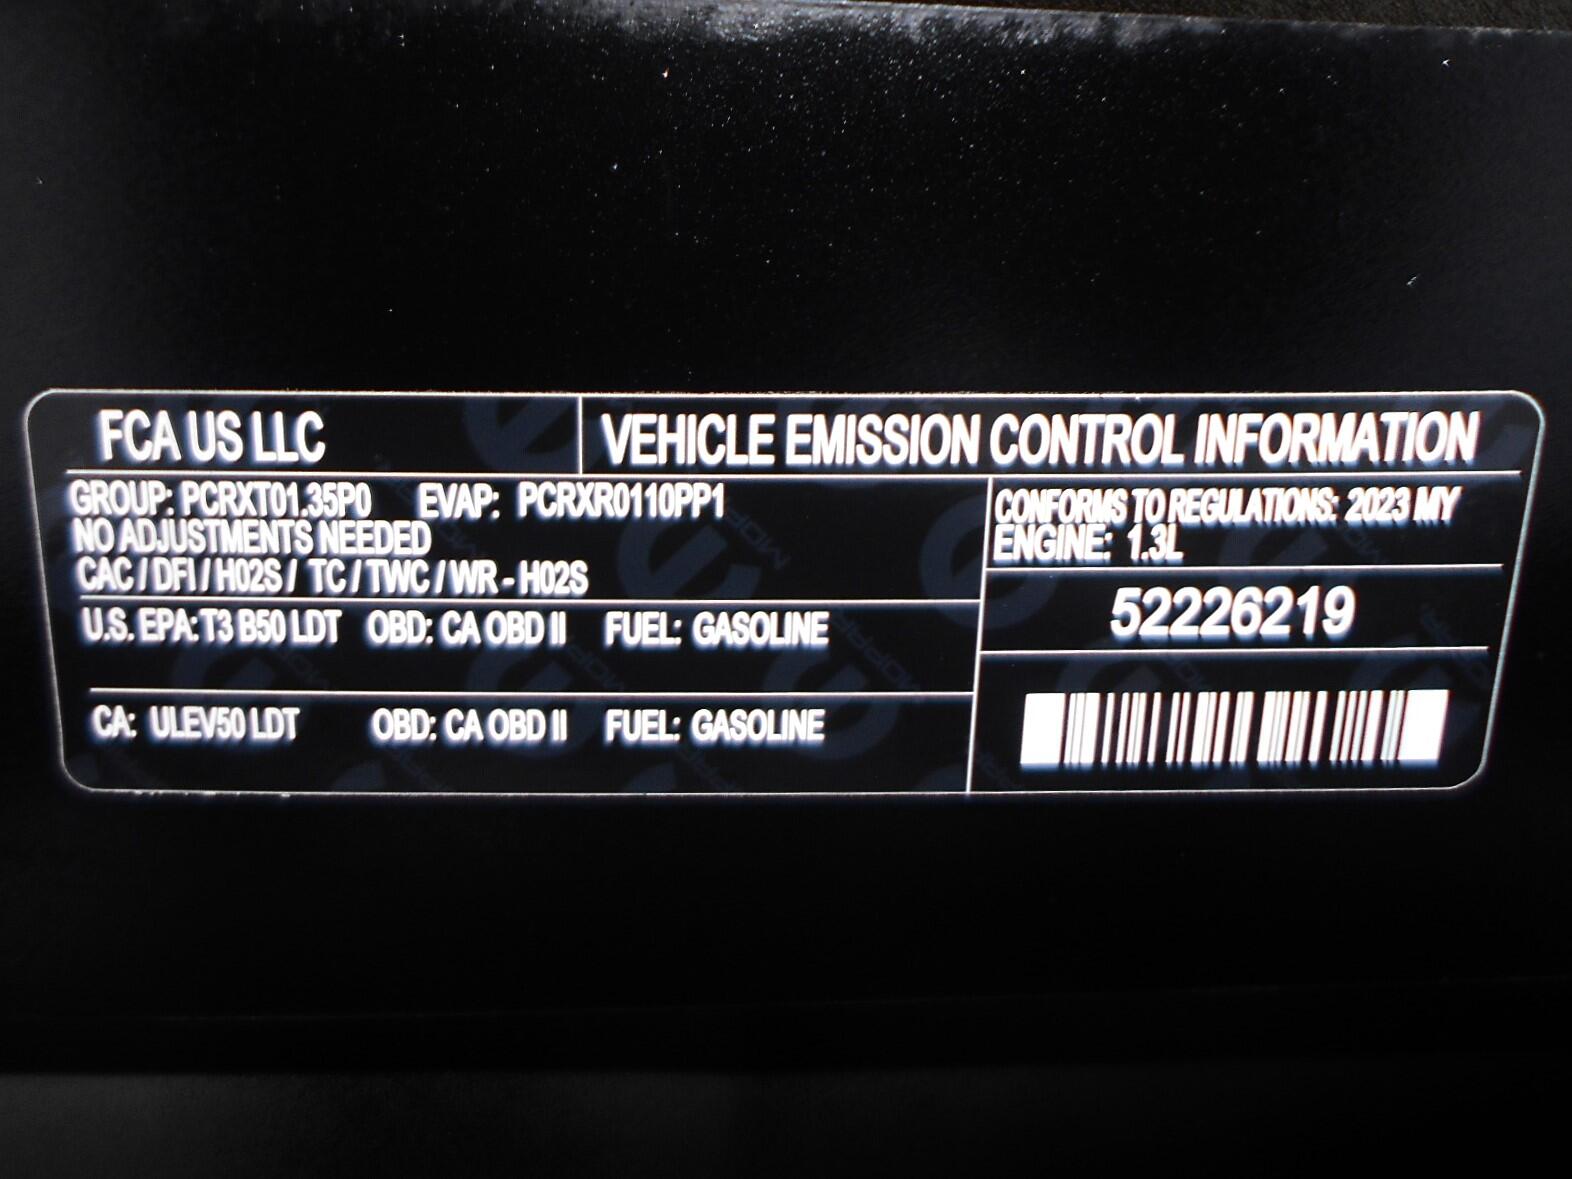 FCA US LLC VEHICLE EMISSION CONTROL INFORMATION
GROUP: PCRXT01.35P0 EVAP: PCRXR0110PP1
NO ADJUSTMENTS NEEDED
CAC / DFI / H02S / TC / TWC / WR - H02S
U.S. EPA: T3 B50 LDT OBD: CA OBD II FUEL: GASOLINE
CA: ULEV50 LDT OBD: CA OBD II FUEL: GASOLINE
CONFORMS TO REGULATIONS: 2023 MY
ENGINE: 1.3L
52226219
MOPAR